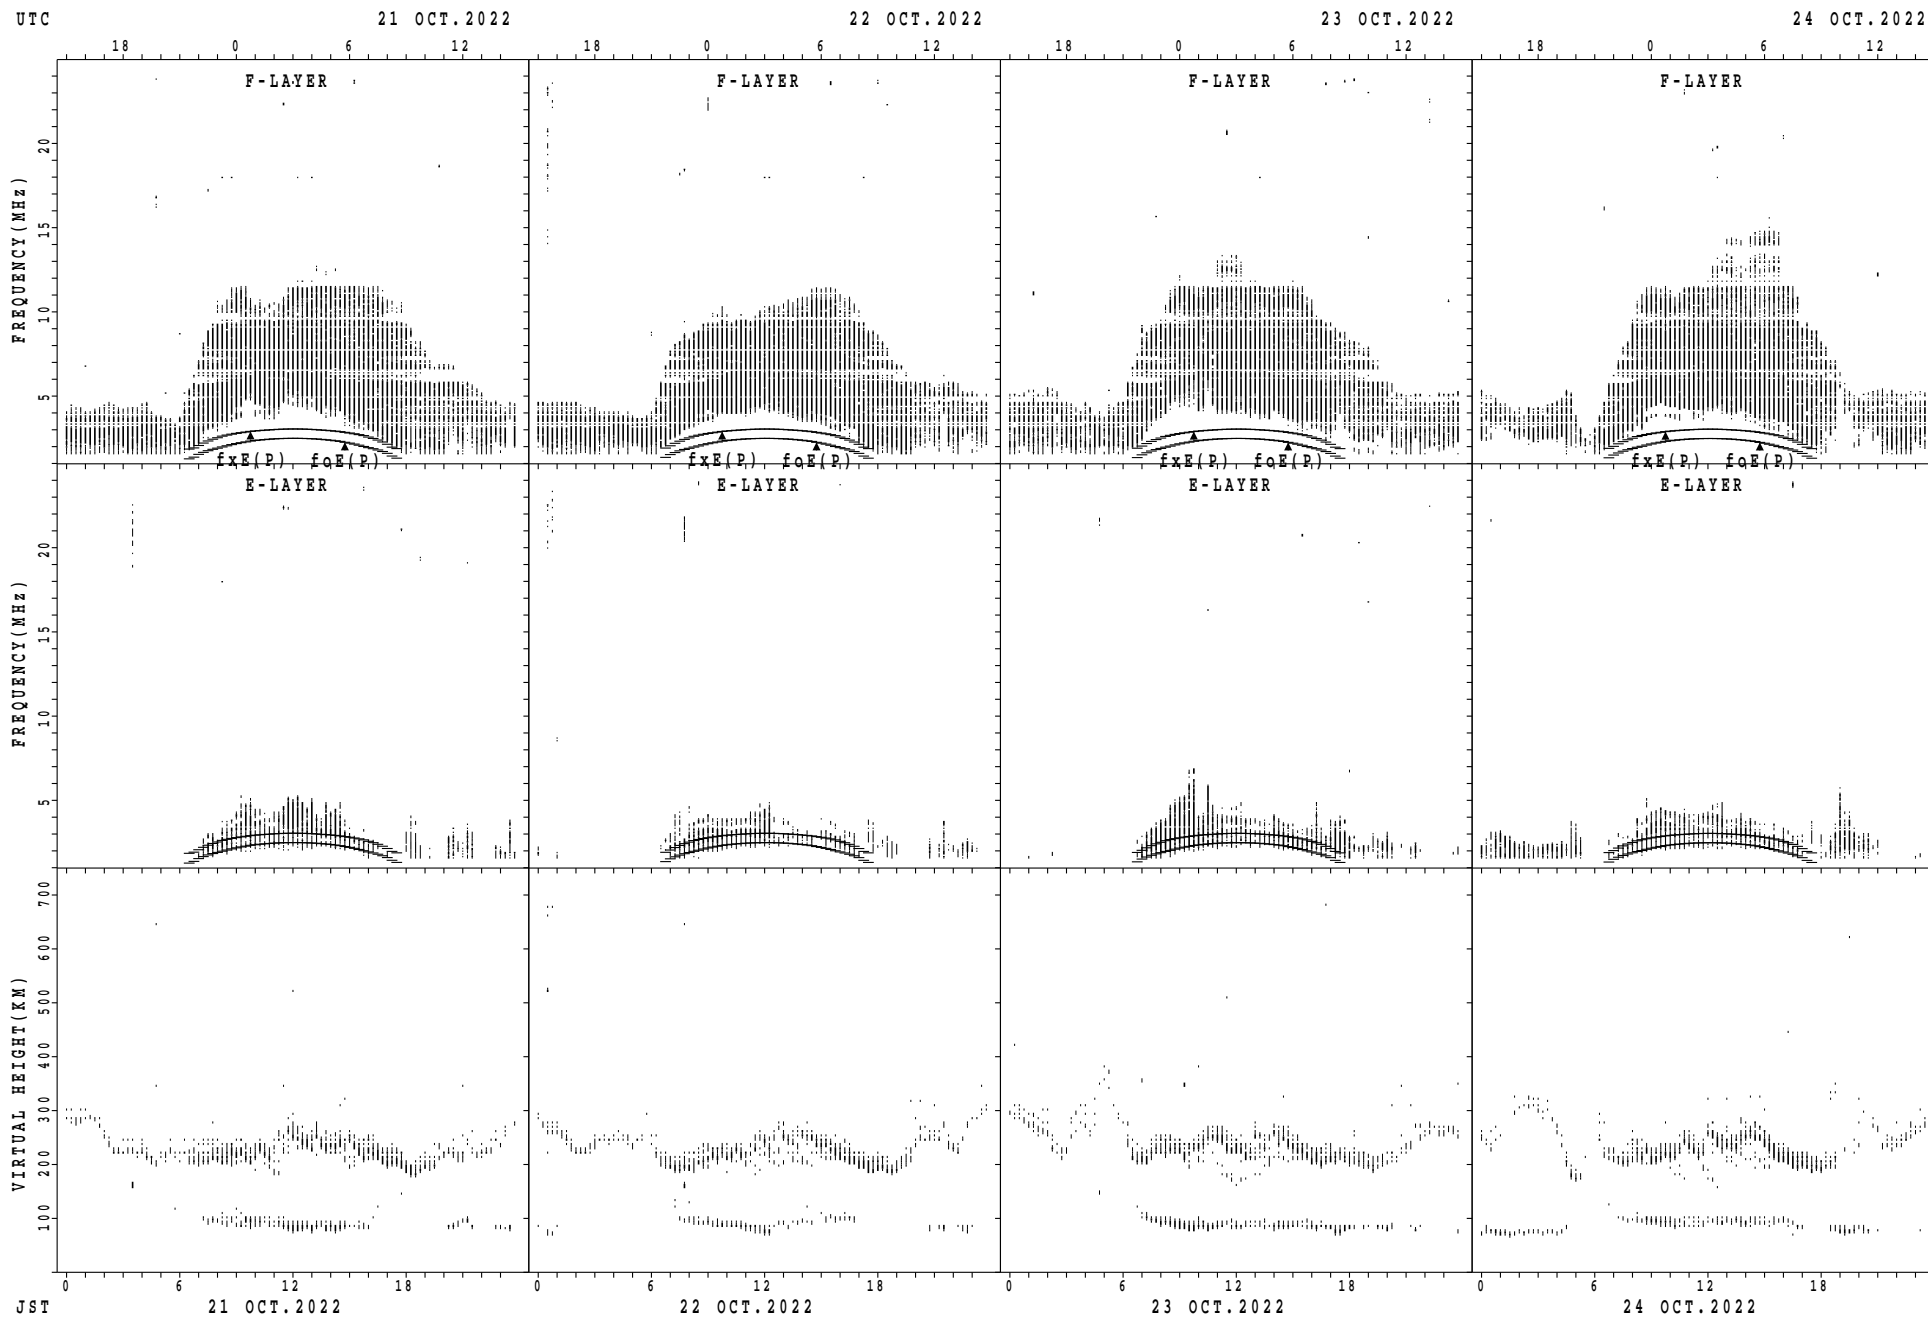 UTC 21 OCT.2022 22 OCT.2022 23 OCT.2022 24 OCT.2022
18 0 6 12 18 0 6 12 18 0 6 12 18 0 6 12
F-LAYER F-LAYER F-LAYER F-LAYER
FREQUENCY(MHz)
20
15
10
5
fxE(P) foE(P) fxE(P) foE(P) fxE(P) foE(P) fxE(P) foE(P)
E-LAYER E-LAYER E-LAYER E-LAYER
FREQUENCY(MHz)
20
15
10
5
VIRTUAL HEIGHT(KM)
700
600
500
400
300
200
100
0 6 12 18 0 6 12 18 0 6 12 18 0 6 12 18
JST 21 OCT.2022 22 OCT.2022 23 OCT.2022 24 OCT.2022